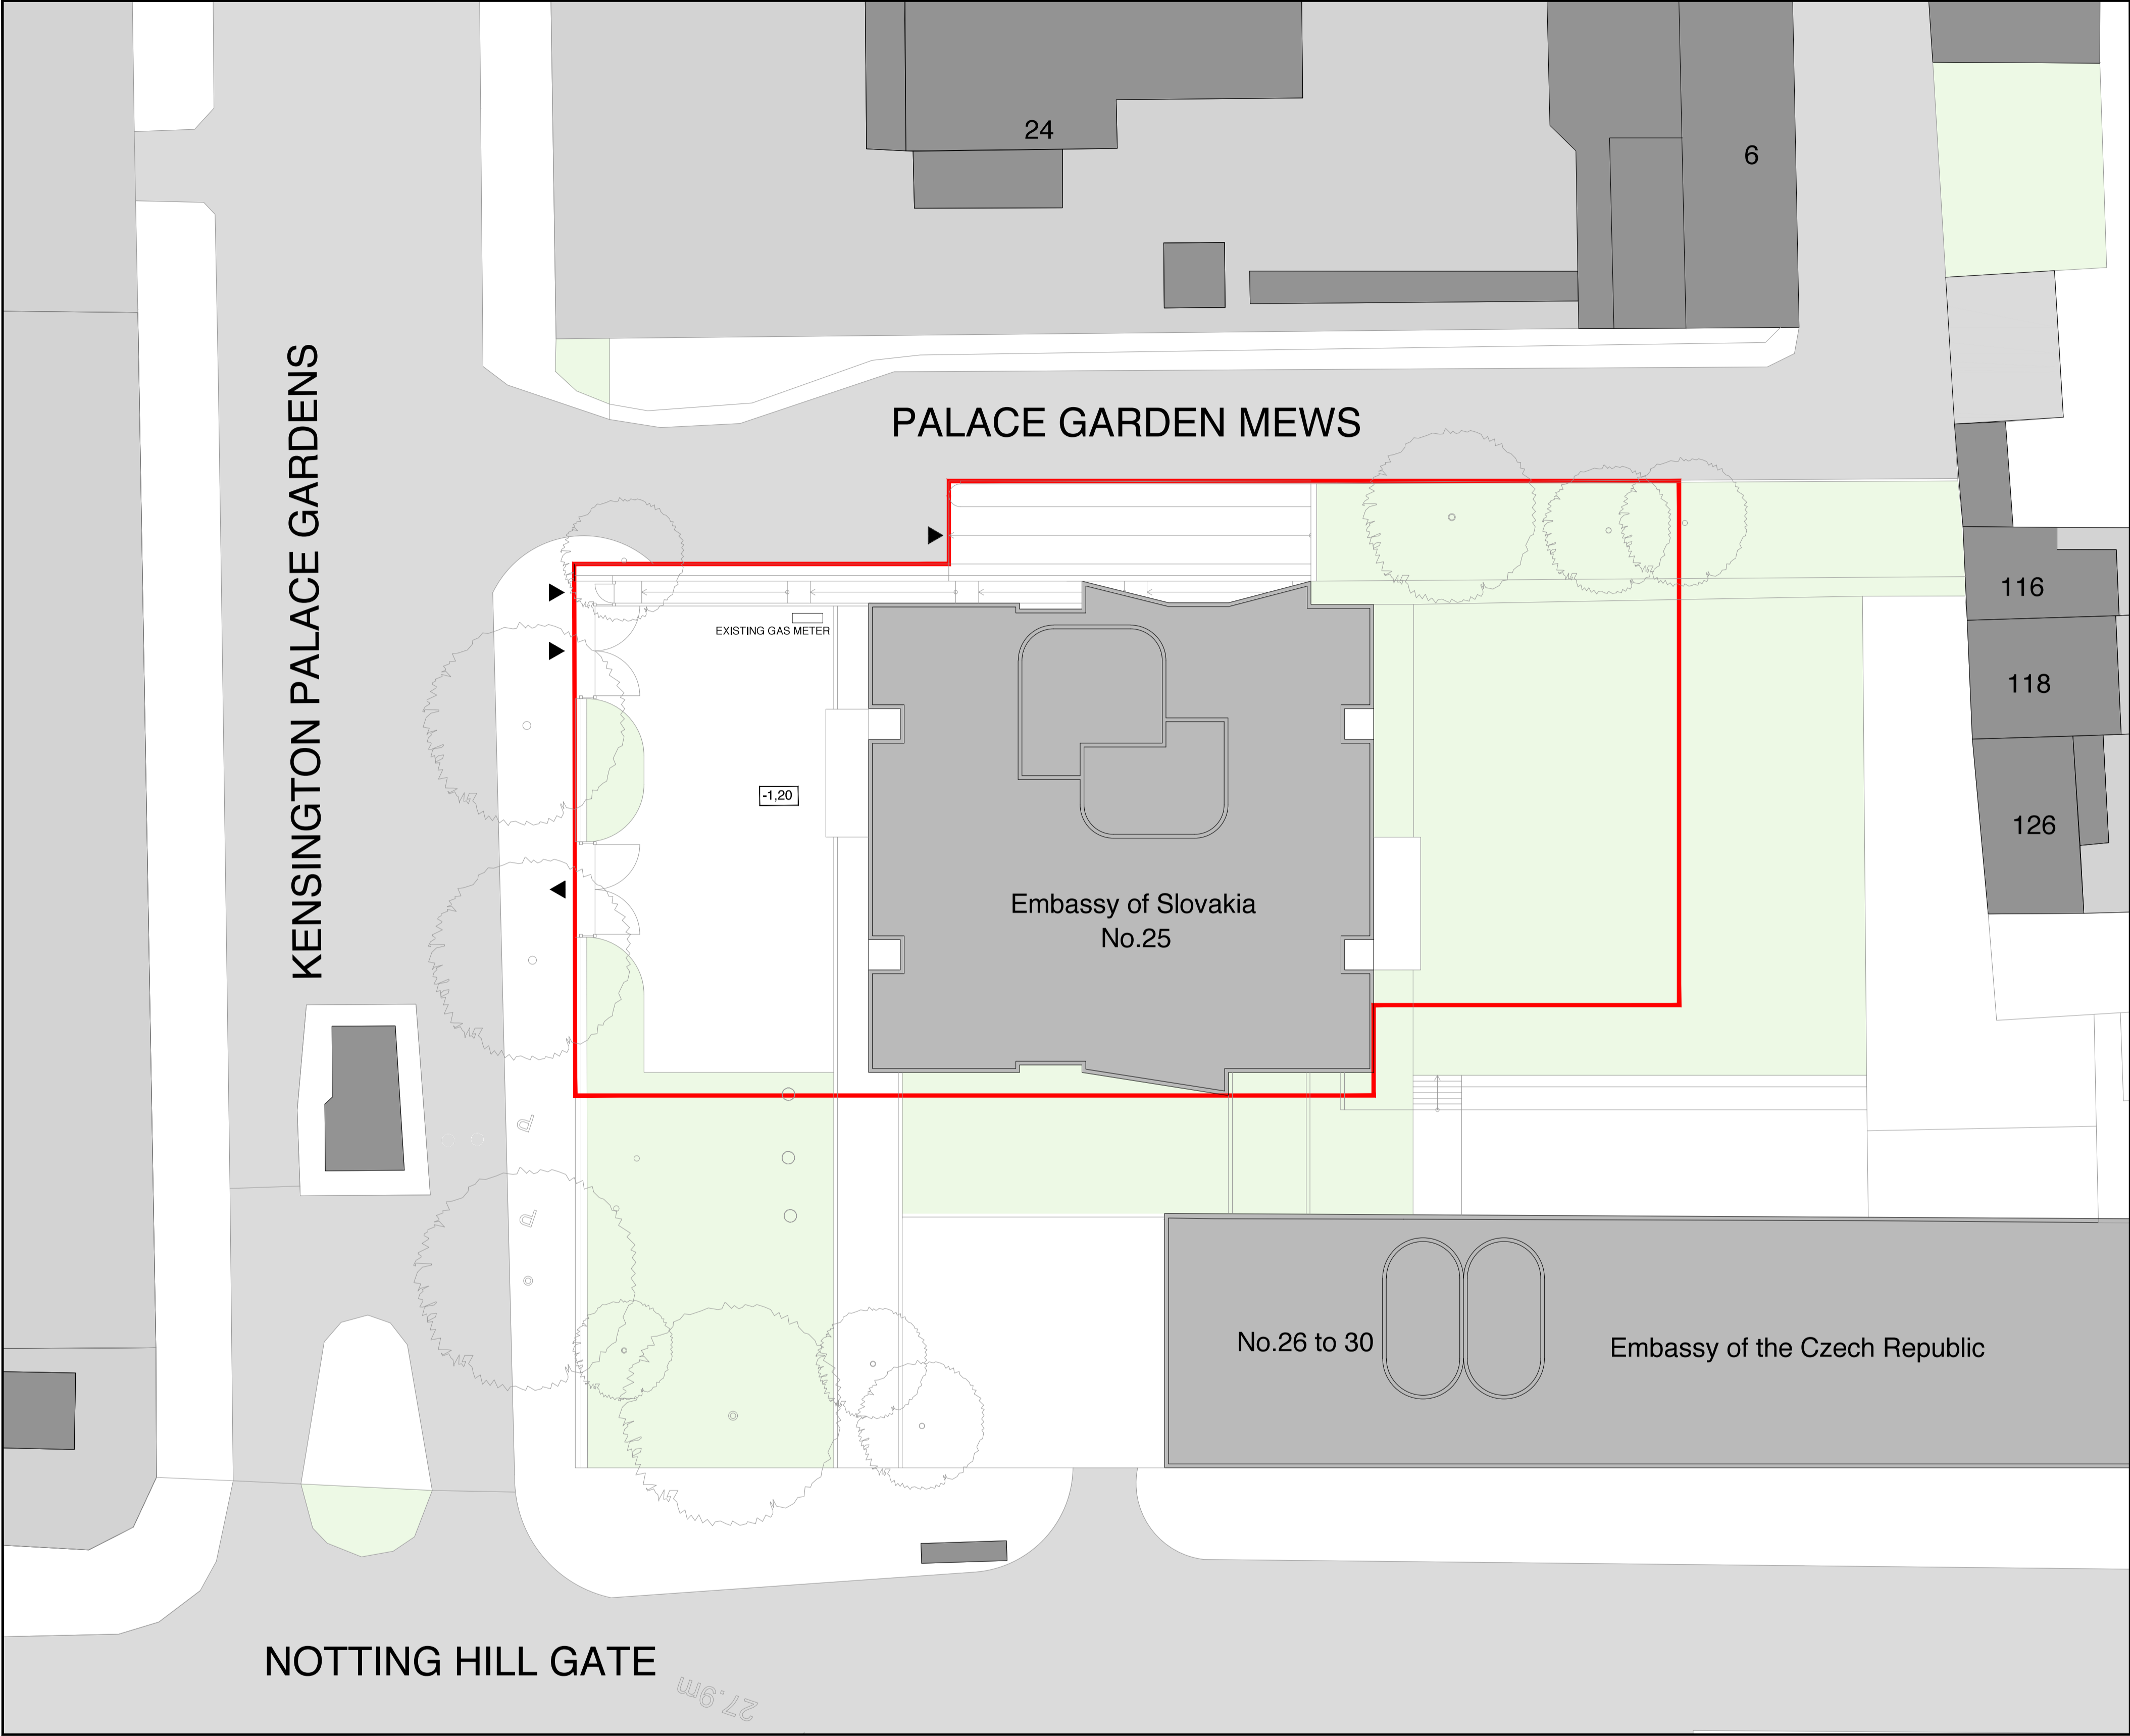 24
6
KENSINGTON PALACE GARDENS
PALACE GARDEN MEWS
116
EXISTING GAS METER
118
-1,20
126
Embassy of Slovakia
No.25
P
P
No.26 to 30
Embassy of the Czech Republic
NOTTING HILL GATE
27.9m